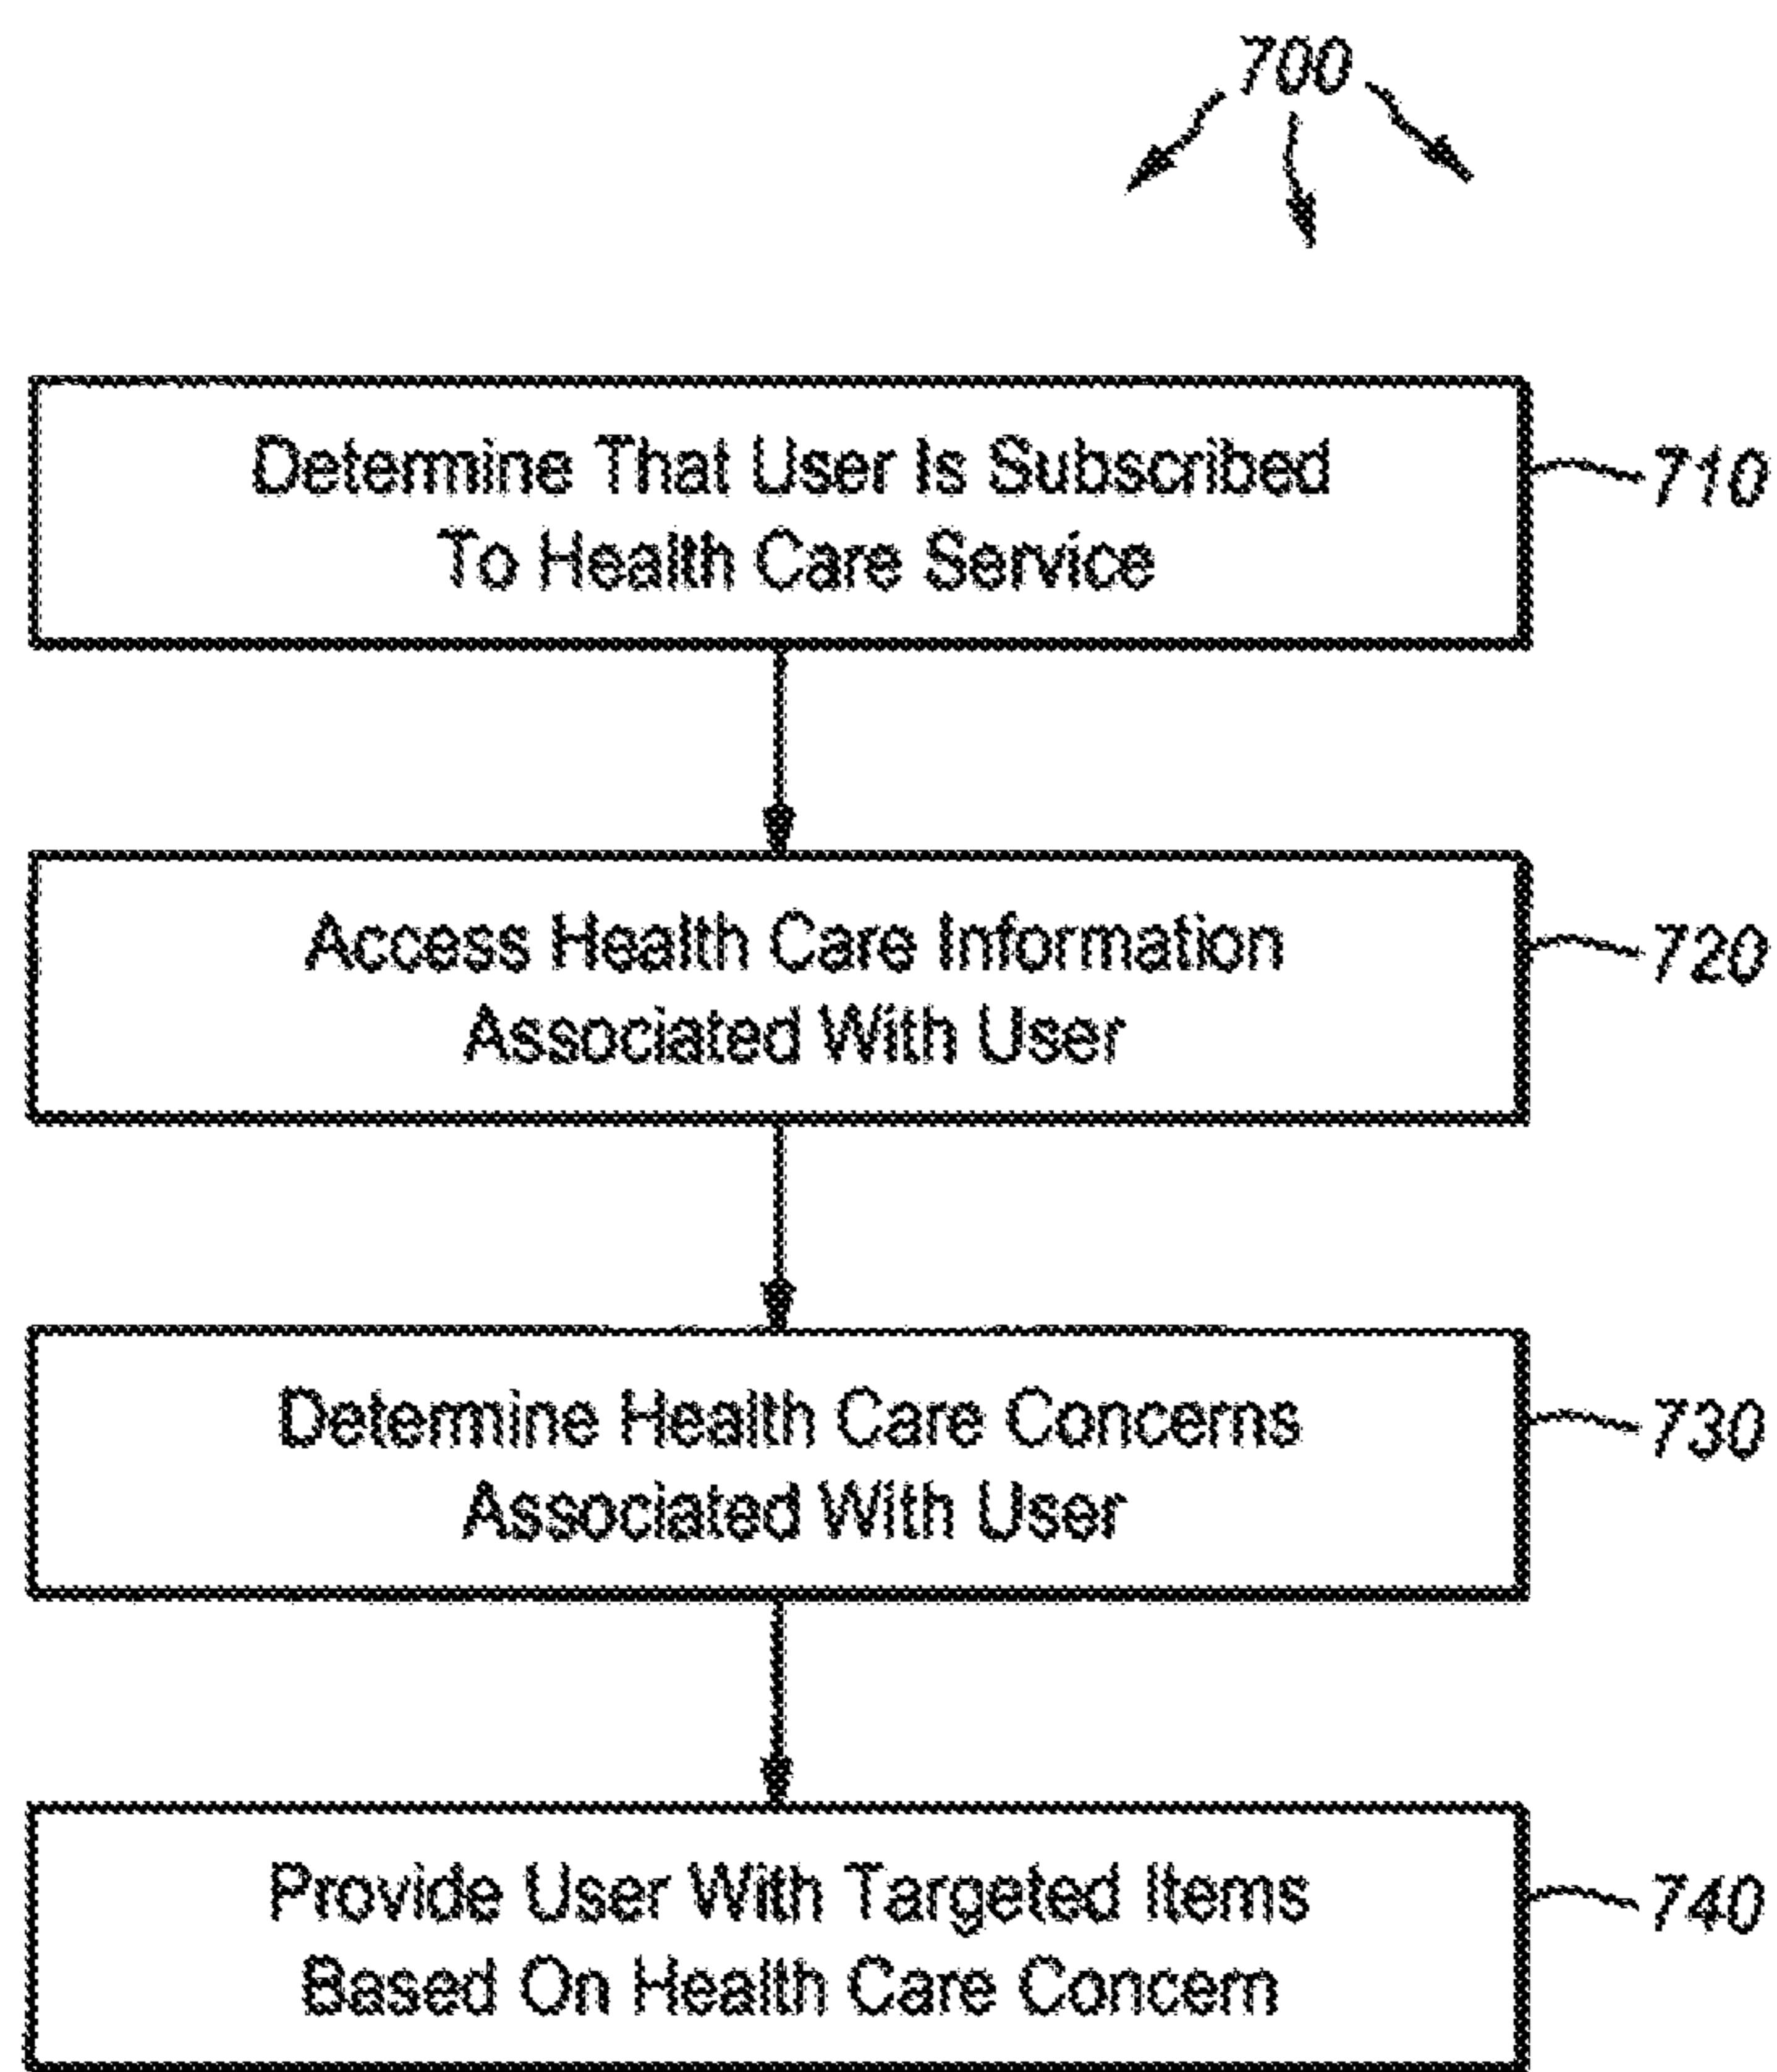 700
Determine That User Is Subscribed
To Health Care Service
710
Access Health Care Information
Associated With User
720
Determine Health Care Concerns
Associated With User
730
Provide User With Targeted Items
Based On Health Care Concern
740